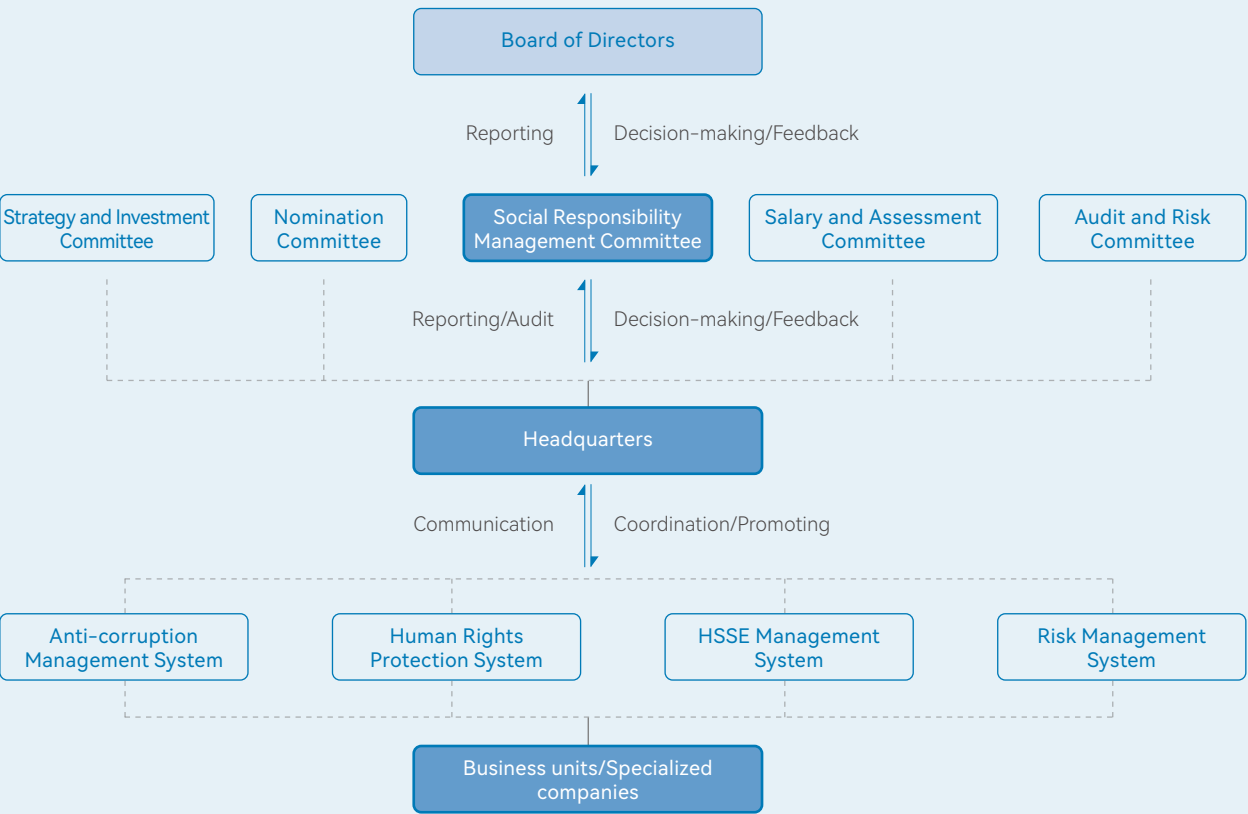 Board of Directors
Reporting
Decision-making/Feedback
Strategy and Investment
Committee
Nomination
Committee
Social Responsibility
Management Committee
Salary and Assessment
Committee
Audit and Risk
Committee
Reporting/Audit
Decision-making/Feedback
Headquarters
Communication
Coordination/Promoting
Anti-corruption
Management System
Human Rights
Protection System
HSSE Management
System
Risk Management
System
Business units/Specialized
companies